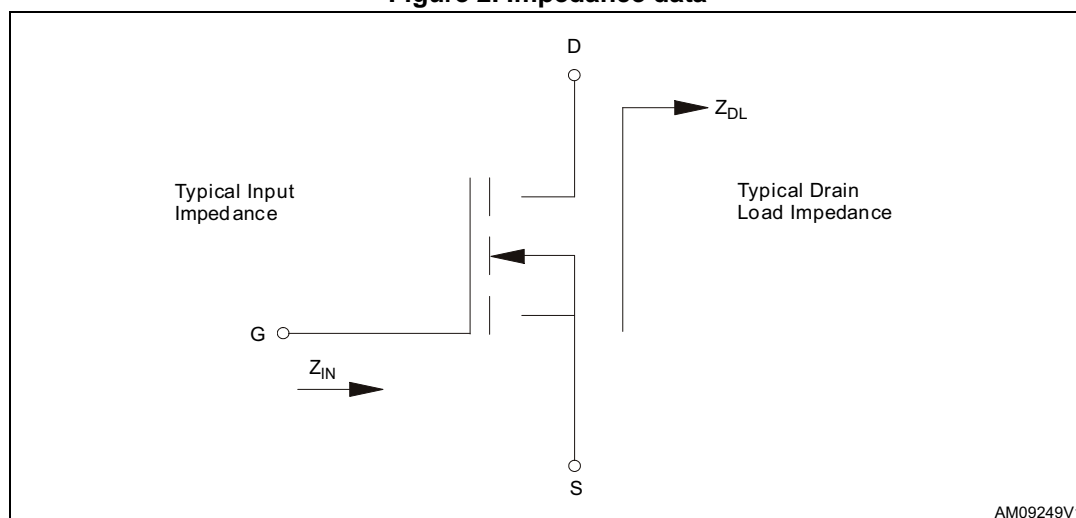 Figure 2. Impedance data
D
Z_DL
Typical Input
Impedance
Typical Drain
Load Impedance
G
Z_IN
S
AM09249V